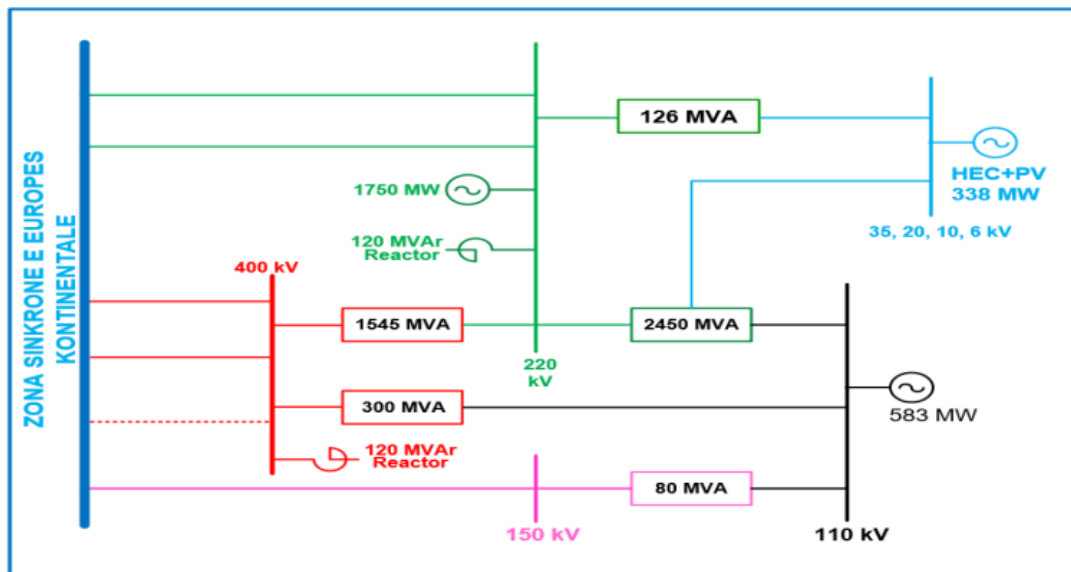 ZONA SINKRONE E EUROPES
KONTINENTALE
126 MVA
1750 MW
HEC+PV
338 MW
120 MVAr
Reactor
35, 20, 10, 6 kV
400 kV
1545 MVA
2450 MVA
220
kV
300 MVA
583 MW
120 MVAr
Reactor
80 MVA
150 kV
110 kV